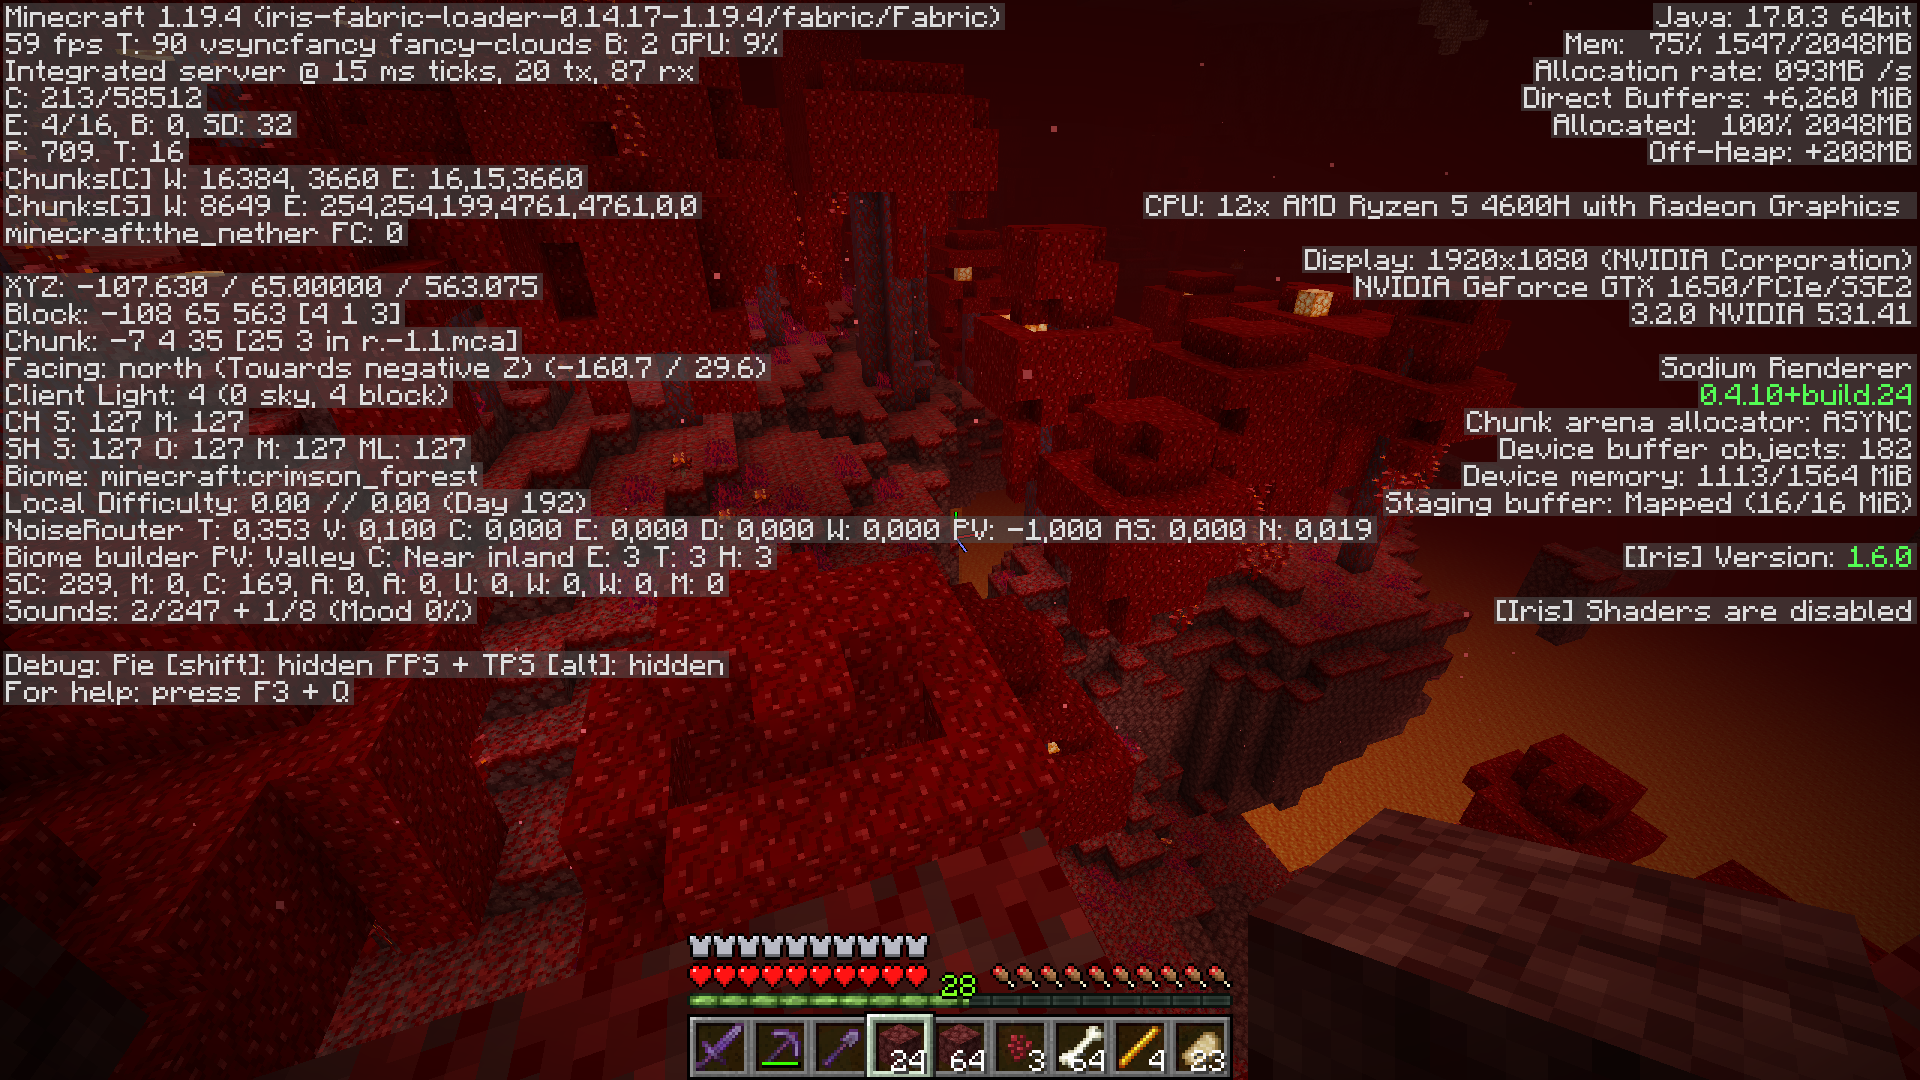 Minecraft 1.19.4 (iris-fabric-loader-0.14.17-1.19.4/fabric/Fabric)
59 fps T: 90 vsyncfancy fancy-clouds B: 2 GPU: 9%
Integrated server @ 15 ms ticks, 20 tx, 87 rx
C: 213/58512
E: 4/16, B: 0, SD: 32
P: 709. T: 16
Chunks[C] W: 16384, 3660 E: 16,15,3660
Chunks[S] W: 8649 E: 254,254,199,4761,4761,0,0
minecraft:the_nether FC: 0
XYZ: -107.630 / 65.00000 / 563.075
Block: -108 65 563 [4 1 3]
Chunk: -7 4 35 [25 3 in r.-1.1.mca]
Facing: north (Towards negative Z) (-160.7 / 29.6)
Client Light: 4 (0 sky, 4 block)
CH S: 127 M: 127
SH S: 127 O: 127 M: 127 ML: 127
Biome: minecraft:crimson_forest
Local Difficulty: 0.00 // 0.00 (Day 192)
NoiseRouter T: 0,353 V: 0,100 C: 0,000 E: 0,000 D: 0,000 W: 0,000 PV: -1,000 AS: 0,000 N: 0,019
Biome builder PV: Valley C: Near inland E: 3 T: 3 H: 3
SC: 289, M: 0, C: 169, A: 0, A: 0, U: 0, W: 0, W: 0, M: 0
Sounds: 2/247 + 1/8 (Mood 0%)
Debug: Pie [shift]: hidden FPS + TPS [alt]: hidden
For help: press F3 + Q
Java: 17.0.3 64bit
Mem: 75% 1547/2048MB
Allocation rate: 093MB /s
Direct Buffers: +6,260 MiB
Allocated: 100% 2048MB
Off-Heap: +208MB
CPU: 12x AMD Ryzen 5 4600H with Radeon Graphics
Display: 1920x1080 (NVIDIA Corporation)
NVIDIA GeForce GTX 1650/PCIe/SSE2
3.2.0 NVIDIA 531.41
Sodium Renderer
0.4.10+build.24
Chunk arena allocator: ASYNC
Device buffer objects: 182
Device memory: 1113/1564 MiB
Staging buffer: Mapped (16/16 MiB)
[Iris] Version: 1.6.0
[Iris] Shaders are disabled
28
24 64 3 64 4 23